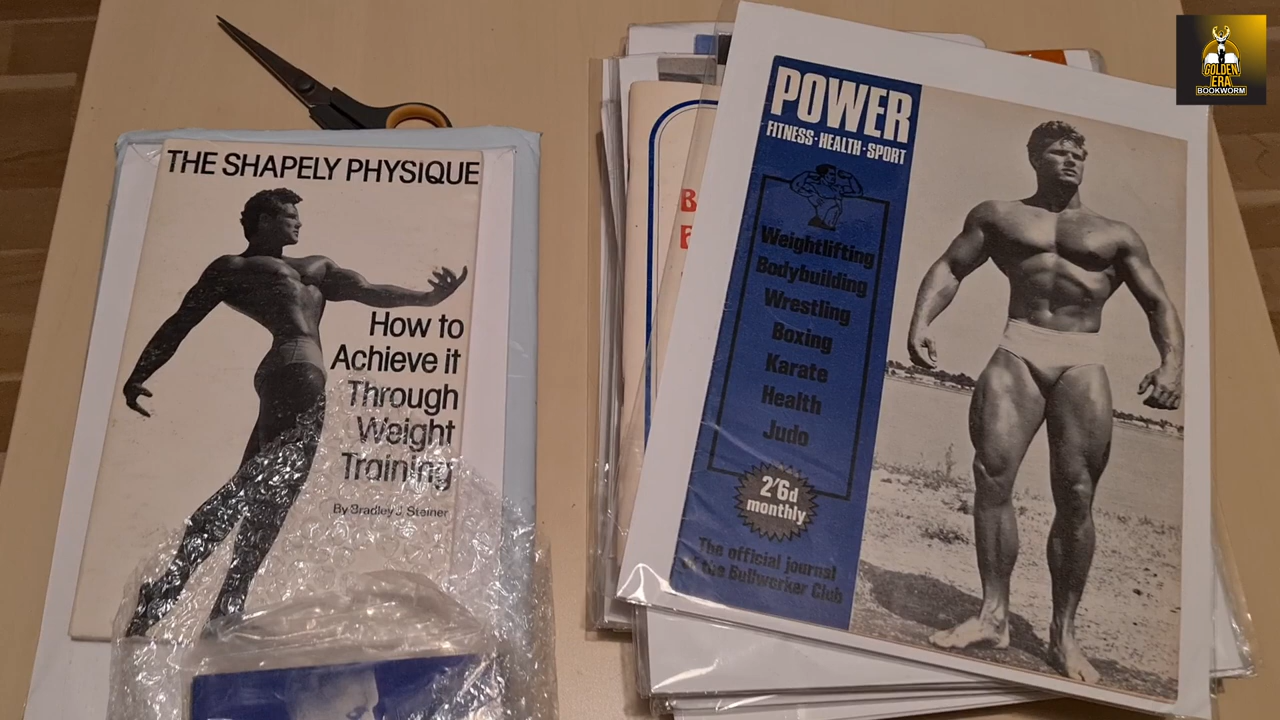 THE SHAPELY PHYSIQUE
How to
Achieve it
Through
Weight
Training
By Bradley J. Steiner
POWER
FITNESS·HEALTH·SPORT
Weightlifting
Bodybuilding
Wrestling
Boxing
Karate
Health
Judo
2'6d
monthly
The official journal
of the Bullworker Club
B
GOLDEN
ERA
BOOKWORM